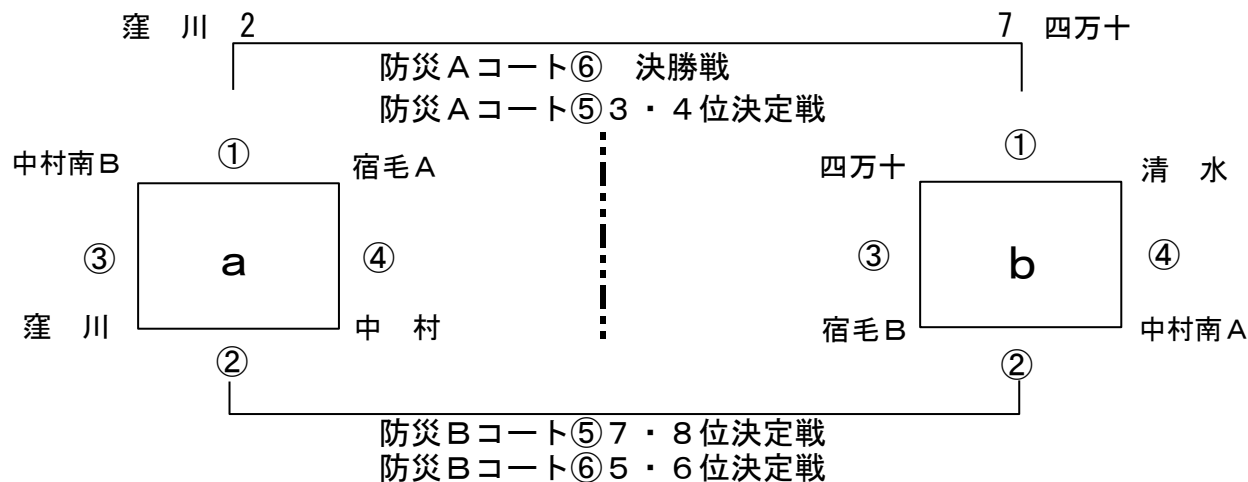 窪　川　2　7　四万十
防災Ａコート⑥　決勝戦
防災Ａコート⑤３・４位決定戦
①　①
中村南Ｂ　宿毛Ａ　四万十　清　水
③　ａ　④　③　ｂ　④
窪　川　中　村　宿毛Ｂ　中村南Ａ
②　②
防災Ｂコート⑤７・８位決定戦
防災Ｂコート⑥５・６位決定戦